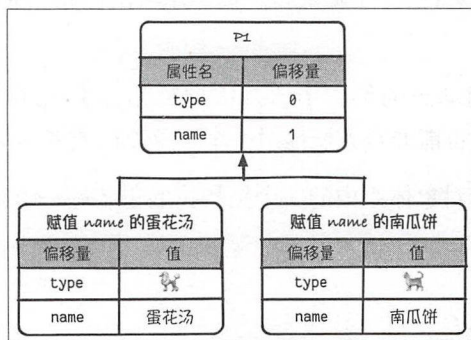 P1
属性名 偏移量
type 0
name 1
赋值 name 的蛋花汤 赋值 name 的南瓜饼
偏移量 值 偏移量 值
type type
name 蛋花汤 name 南瓜饼